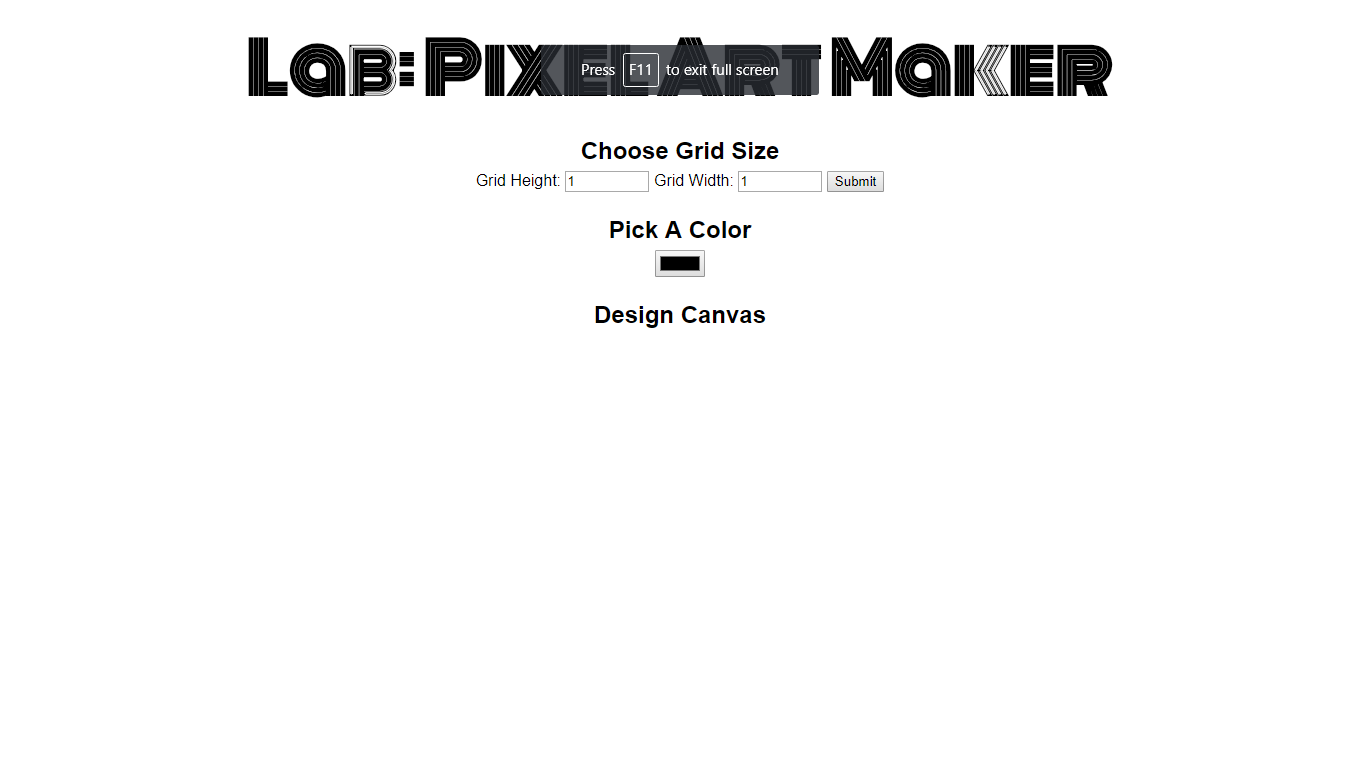 Lab: Pixel Art Maker
Press F11 to exit full screen
Choose Grid Size
Grid Height: 1 Grid Width: 1 Submit
Pick A Color
Design Canvas